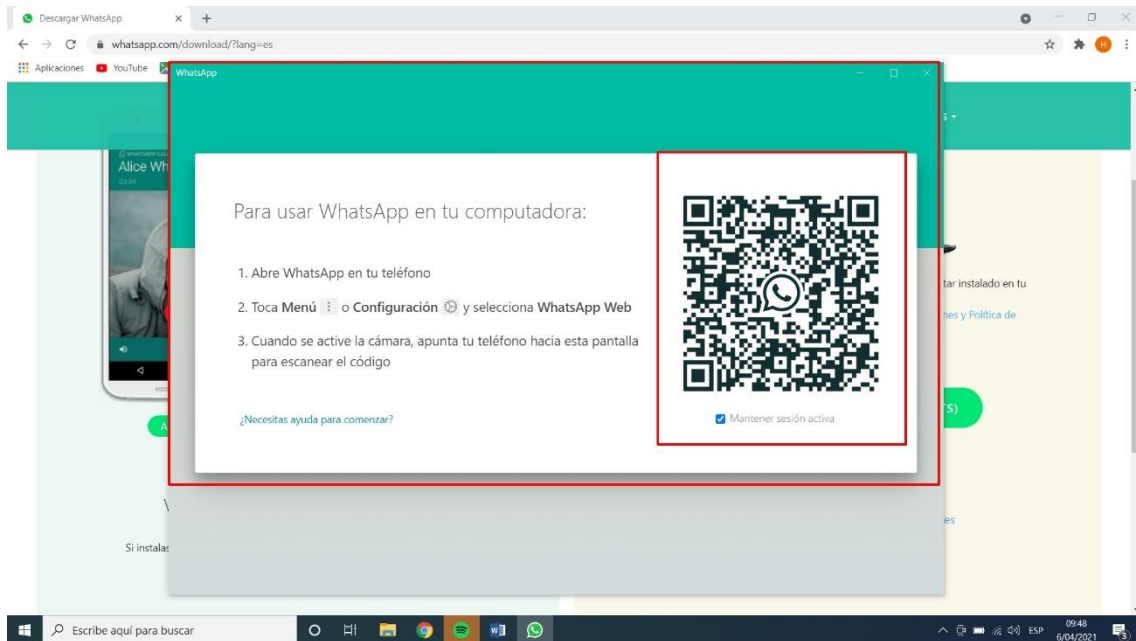 Descargar WhatsApp
whatsapp.com/download/?lang=es
Aplicaciones YouTube
WhatsApp
Alice Wh
03:34
Para usar WhatsApp en tu computadora:
1. Abre WhatsApp en tu teléfono
2. Toca Menú o Configuración y selecciona WhatsApp Web
3. Cuando se active la cámara, apunta tu teléfono hacia esta pantalla
para escanear el código
¿Necesitas ayuda para comenzar?
Mantener sesión activa
tar instalado en tu
nes y Política de
S)
es
Si instalas
Escribe aquí para buscar
ESP
09:48
6/04/2021